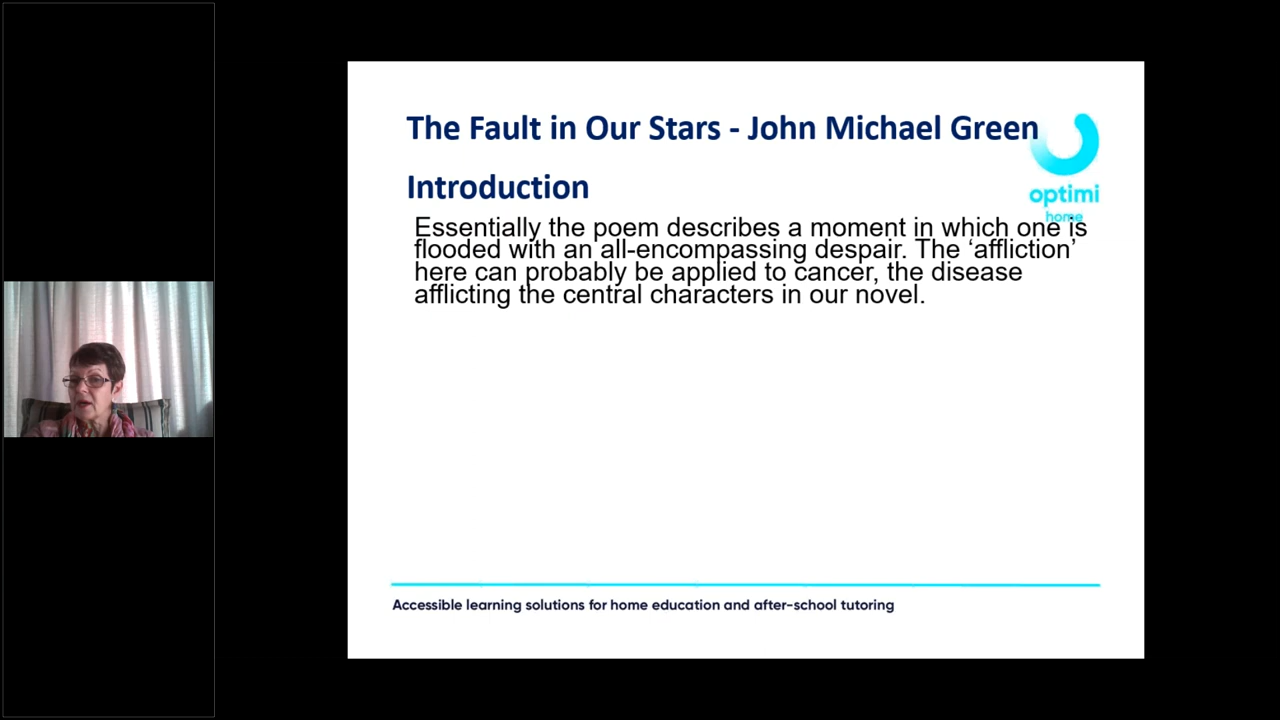 The Fault in Our Stars - John Michael Green
Introduction
optimi
home
Essentially the poem describes a moment in which one is
flooded with an all-encompassing despair. The ‘affliction’
here can probably be applied to cancer, the disease
afflicting the central characters in our novel.
Accessible learning solutions for home education and after-school tutoring